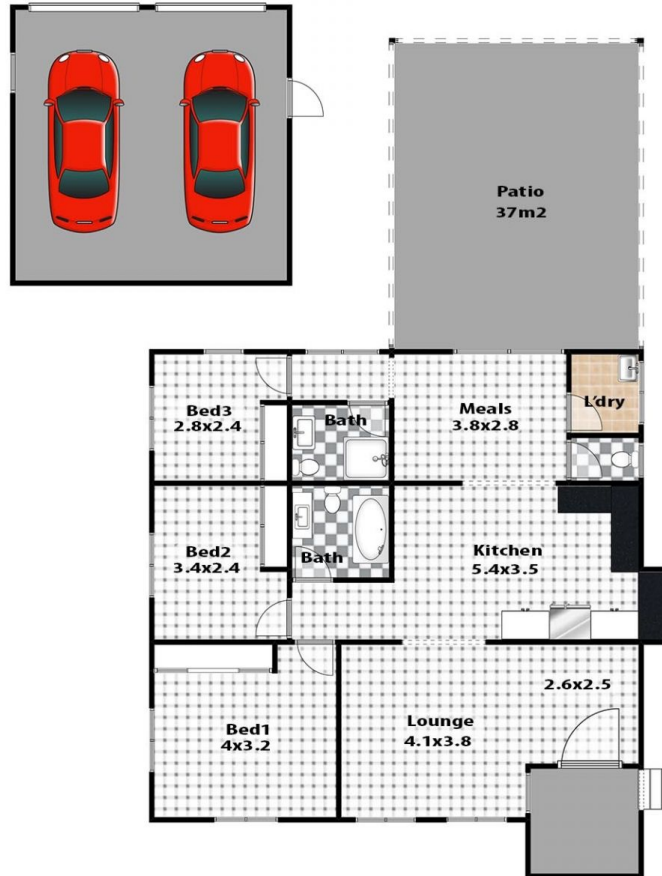 Patio
37m2
Bed3
2.8x2.4
Bath
Meals
3.8x2.8
L'dry
Bed2
3.4x2.4
Bath
Kitchen
5.4x3.5
Bed1
4x3.2
Lounge
4.1x3.8
2.6x2.5